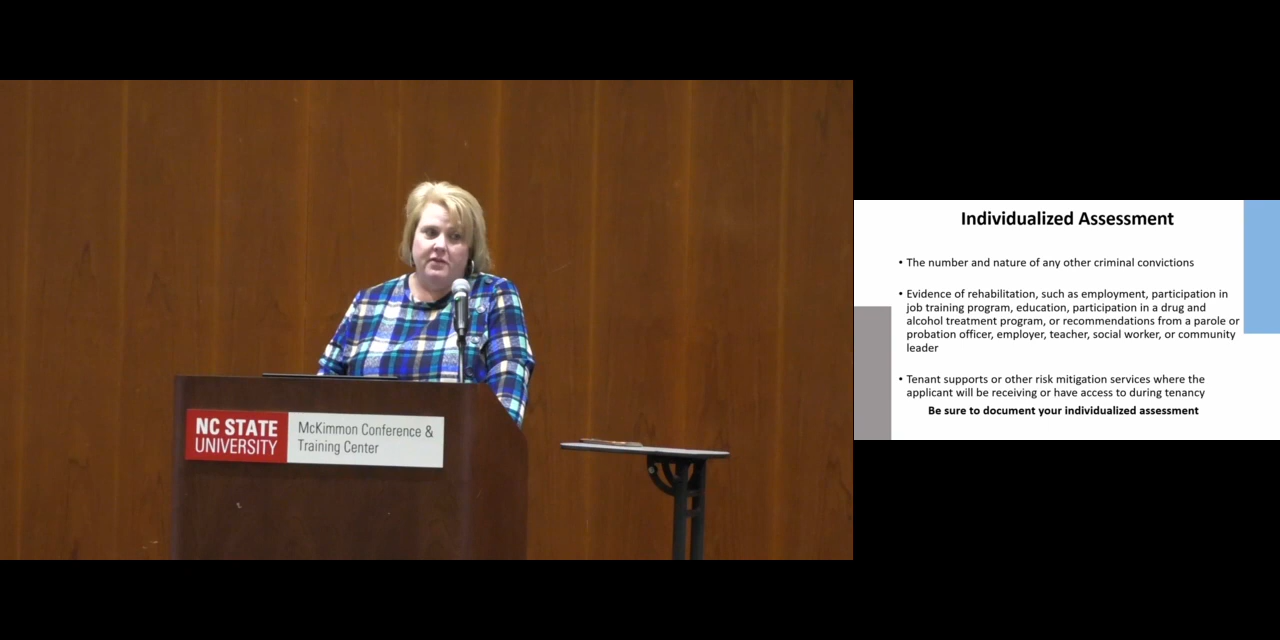 NC STATE
UNIVERSITY
McKimmon Conference &
Training Center
Individualized Assessment
• The number and nature of any other criminal convictions
• Evidence of rehabilitation, such as employment, participation in
job training program, education, participation in a drug and
alcohol treatment program, or recommendations from a parole or
probation officer, employer, teacher, social worker, or community
leader
• Tenant supports or other risk mitigation services where the
applicant will be receiving or have access to during tenancy
Be sure to document your individualized assessment